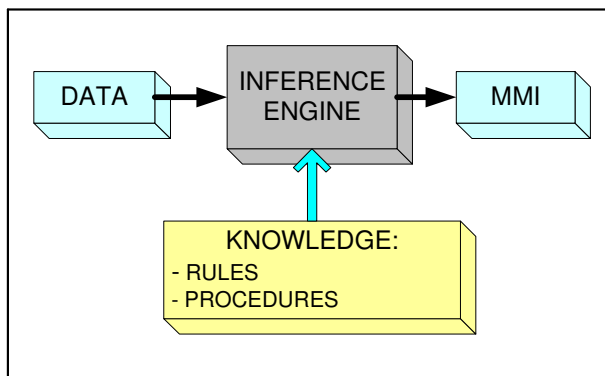 DATA
INFERENCE
ENGINE
MMI
KNOWLEDGE:
- RULES
- PROCEDURES